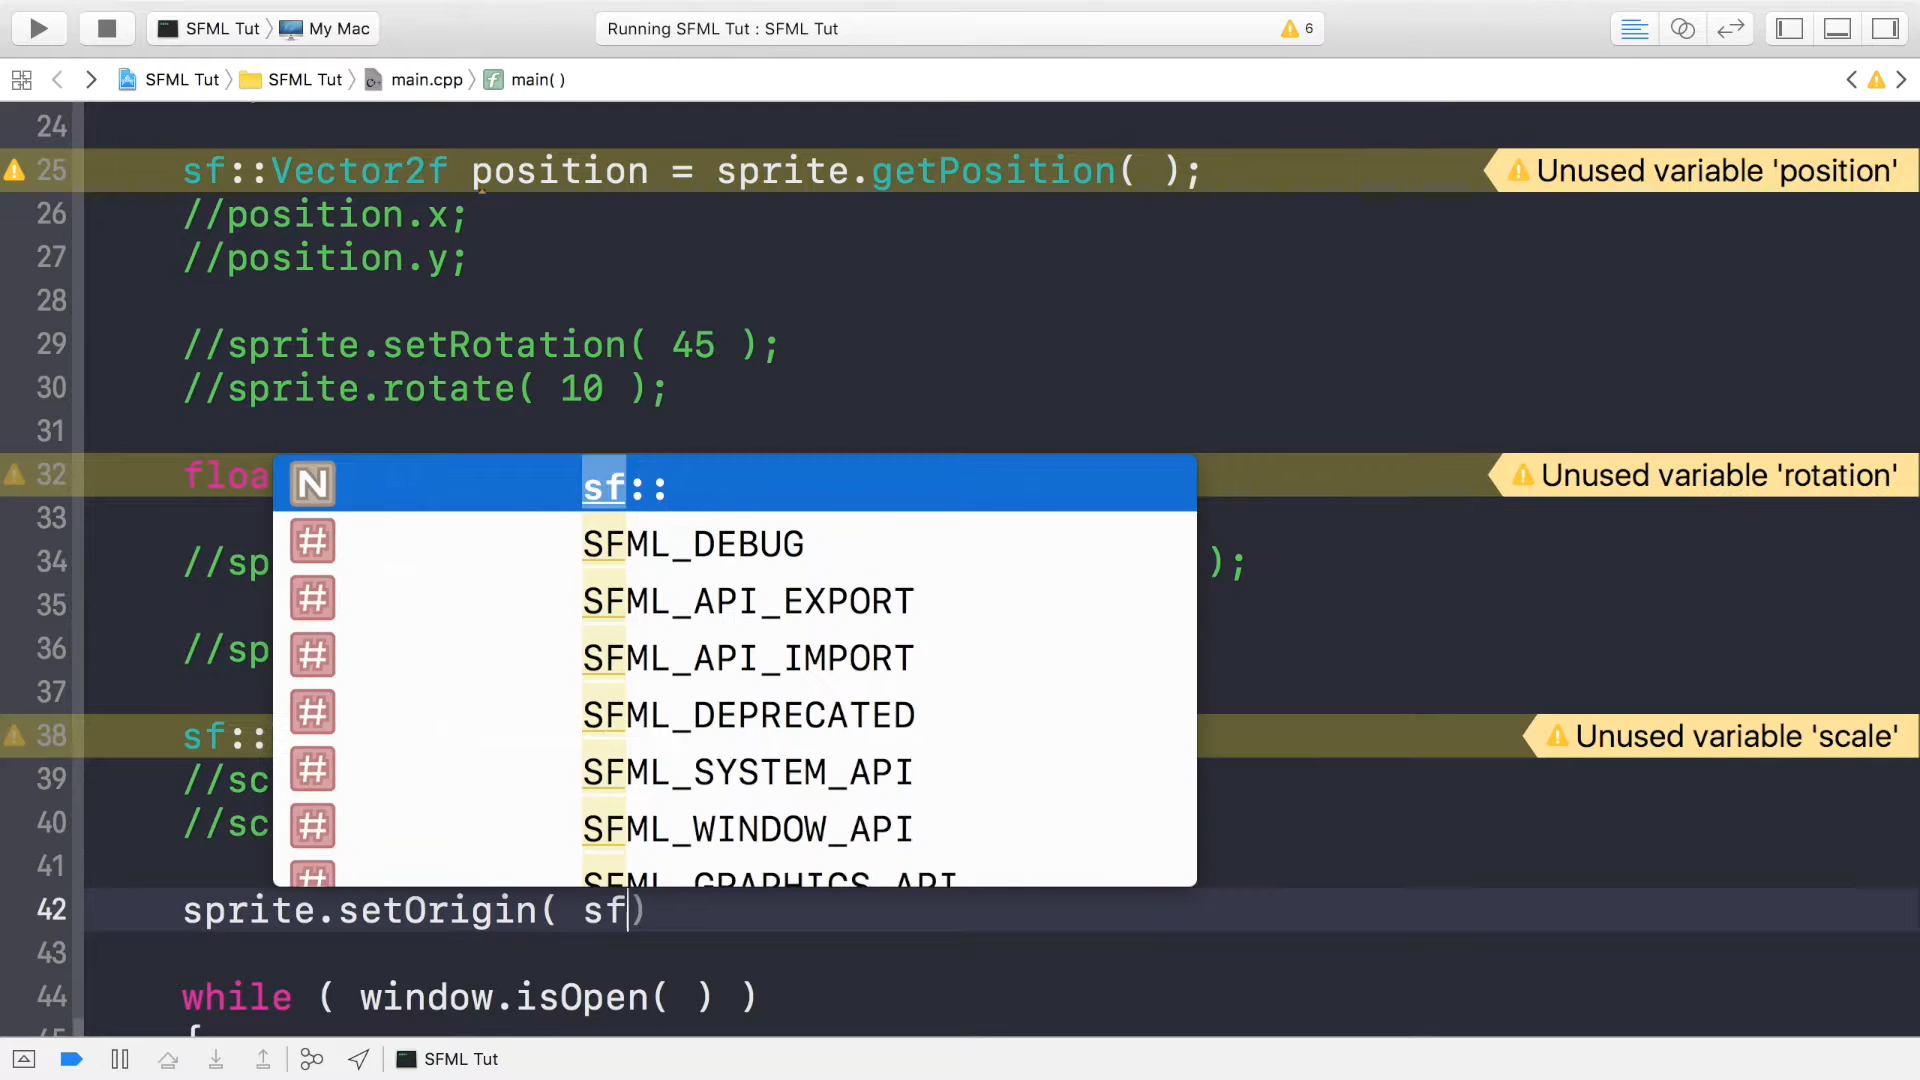 SFML Tut My Mac Running SFML Tut : SFML Tut 6
SFML Tut SFML Tut main.cpp main( )
24
25 sf::Vector2f position = sprite.getPosition( ); Unused variable 'position'
26 //position.x;
27 //position.y;
28
29 //sprite.setRotation( 45 );
30 //sprite.rotate( 10 );
31
32 floa Unused variable 'rotation'
33
34 //sp );
35
36 //sp
37
38 sf:: Unused variable 'scale'
39 //sc
40 //sc
41
N sf::
# SFML_DEBUG
# SFML_API_EXPORT
# SFML_API_IMPORT
# SFML_DEPRECATED
# SFML_SYSTEM_API
# SFML_WINDOW_API
# SFML_GRAPHICS_API
42 sprite.setOrigin( sf)
43
44 while ( window.isOpen( ) )
45 {
SFML Tut